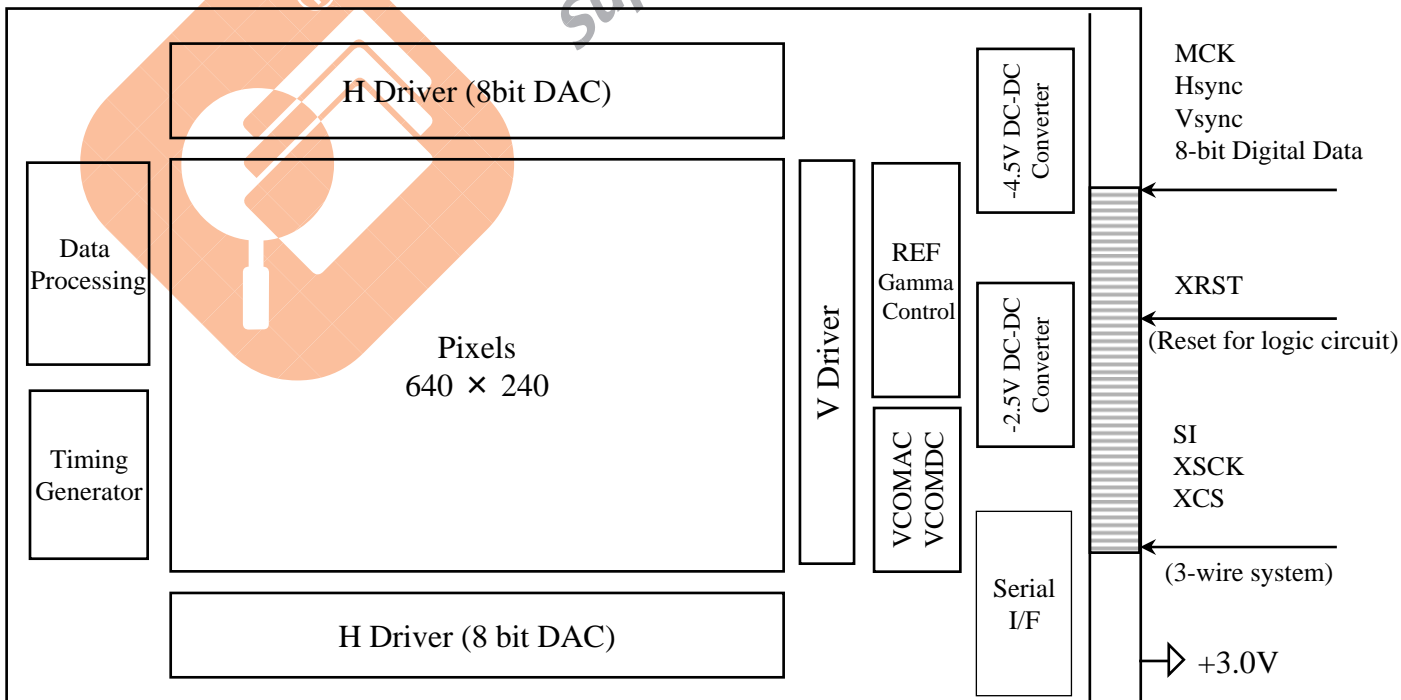 H Driver (8bit DAC)
Data
Processing
Timing
Generator
Pixels
640 × 240
H Driver (8 bit DAC)
V Driver
REF
Gamma
Control
VCOMAC
VCOMDC
-4.5V DC-DC
Converter
-2.5V DC-DC
Converter
Serial
I/F
MCK
Hsync
Vsync
8-bit Digital Data
XRST
(Reset for logic circuit)
SI
XSCK
XCS
(3-wire system)
+3.0V